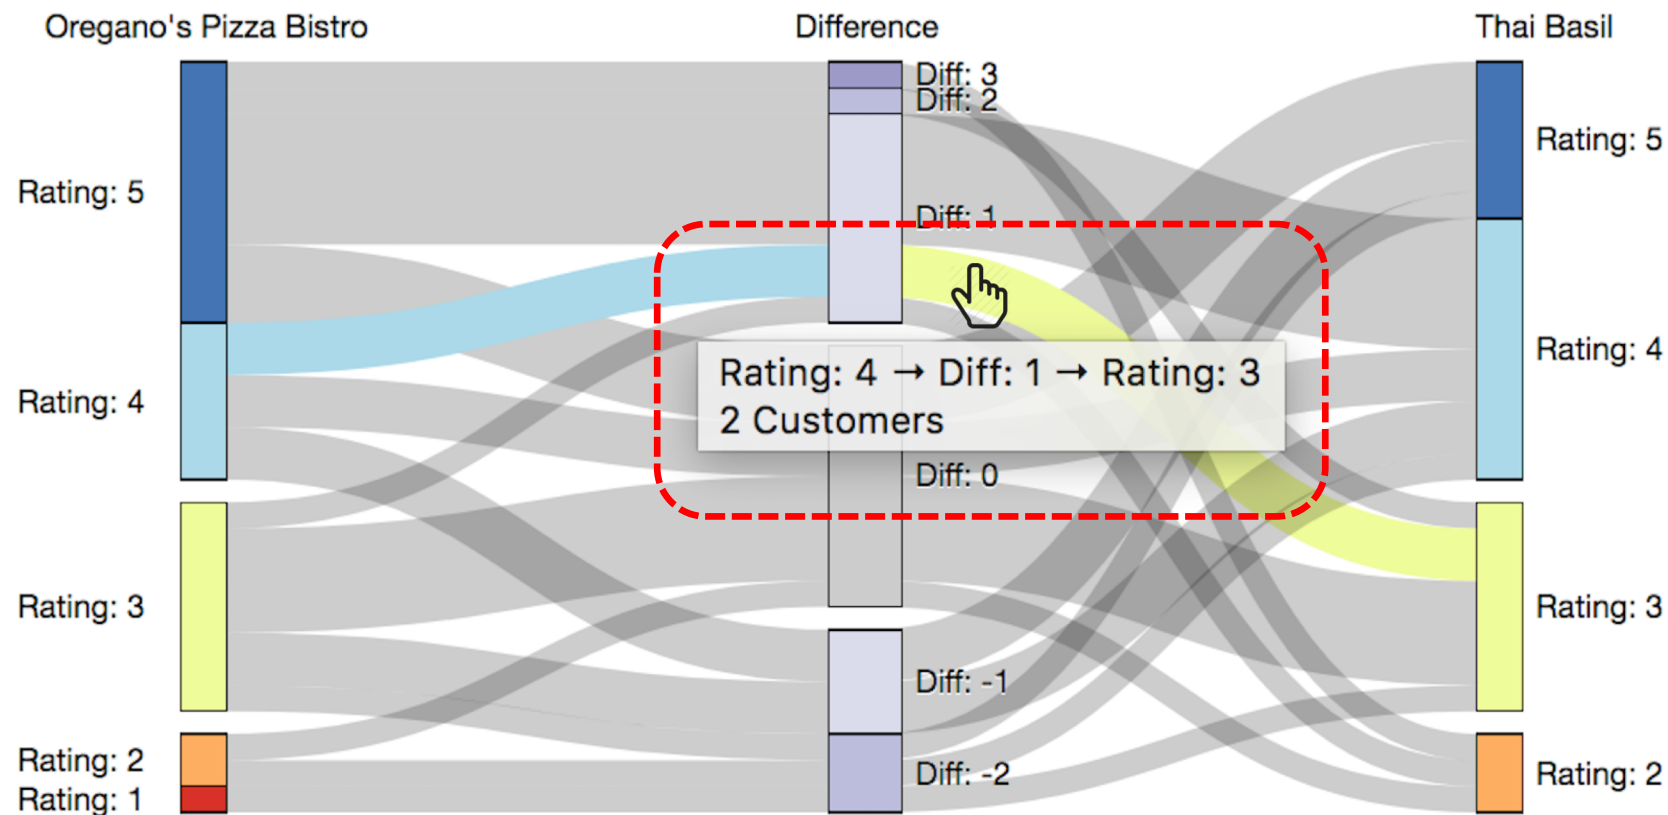 Oregano's Pizza Bistro
Difference
Thai Basil
Rating: 5
Rating: 4
Rating: 3
Rating: 2
Rating: 1
Diff: 3
Diff: 2
Diff: 1
Rating: 4 → Diff: 1 → Rating: 3
2 Customers
Diff: 0
Diff: -1
Diff: -2
Rating: 5
Rating: 4
Rating: 3
Rating: 2